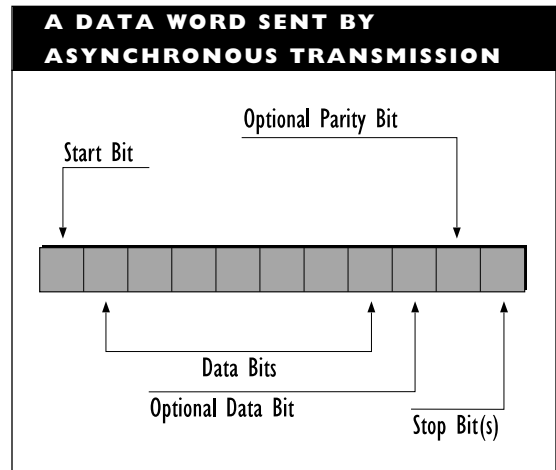 A DATA WORD SENT BY
ASYNCHRONOUS TRANSMISSION
Optional Parity Bit
Start Bit
Data Bits
Optional Data Bit
Stop Bit(s)